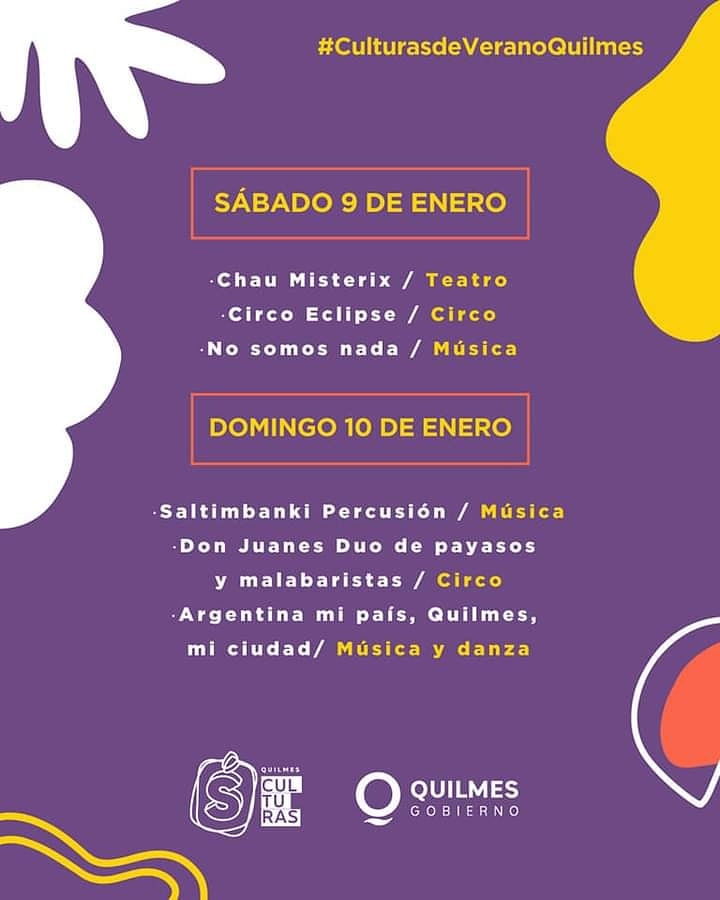 #CulturasdeVeranoQuilmes
SÁBADO 9 DE ENERO
·Chau Misterix / Teatro
·Circo Eclipse / Circo
·No somos nada / Música
DOMINGO 10 DE ENERO
·Saltimbanki Percusión / Música
·Don Juanes Duo de payasos
y malabaristas / Circo
·Argentina mi país, Quilmes,
mi ciudad/ Música y danza
QUILMES
CUL
TU
RAS
QUILMES
GOBIERNO